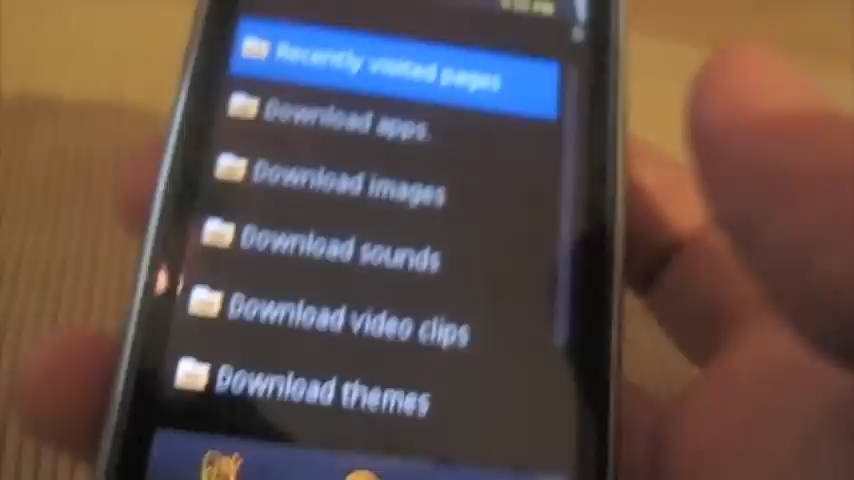 Recently visited pages
Download apps.
Download images
Download sounds
Download video clips
Download themes